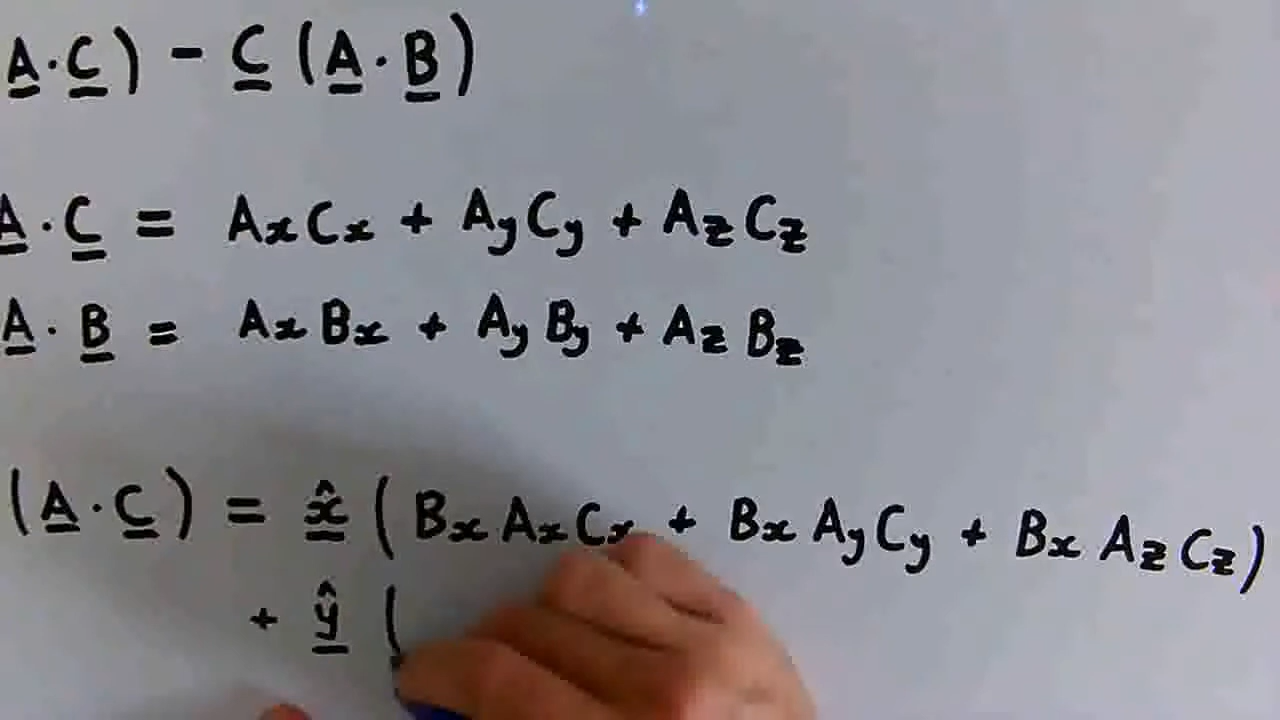 A·C) - C (A·B)
A·C = AxCx + AyCy + AzCz
A·B = AxBx + AyBy + AzBz
(A·C) = x̂ ( BxAxCx + BxAyCy + BxAzCz)
+ ŷ (